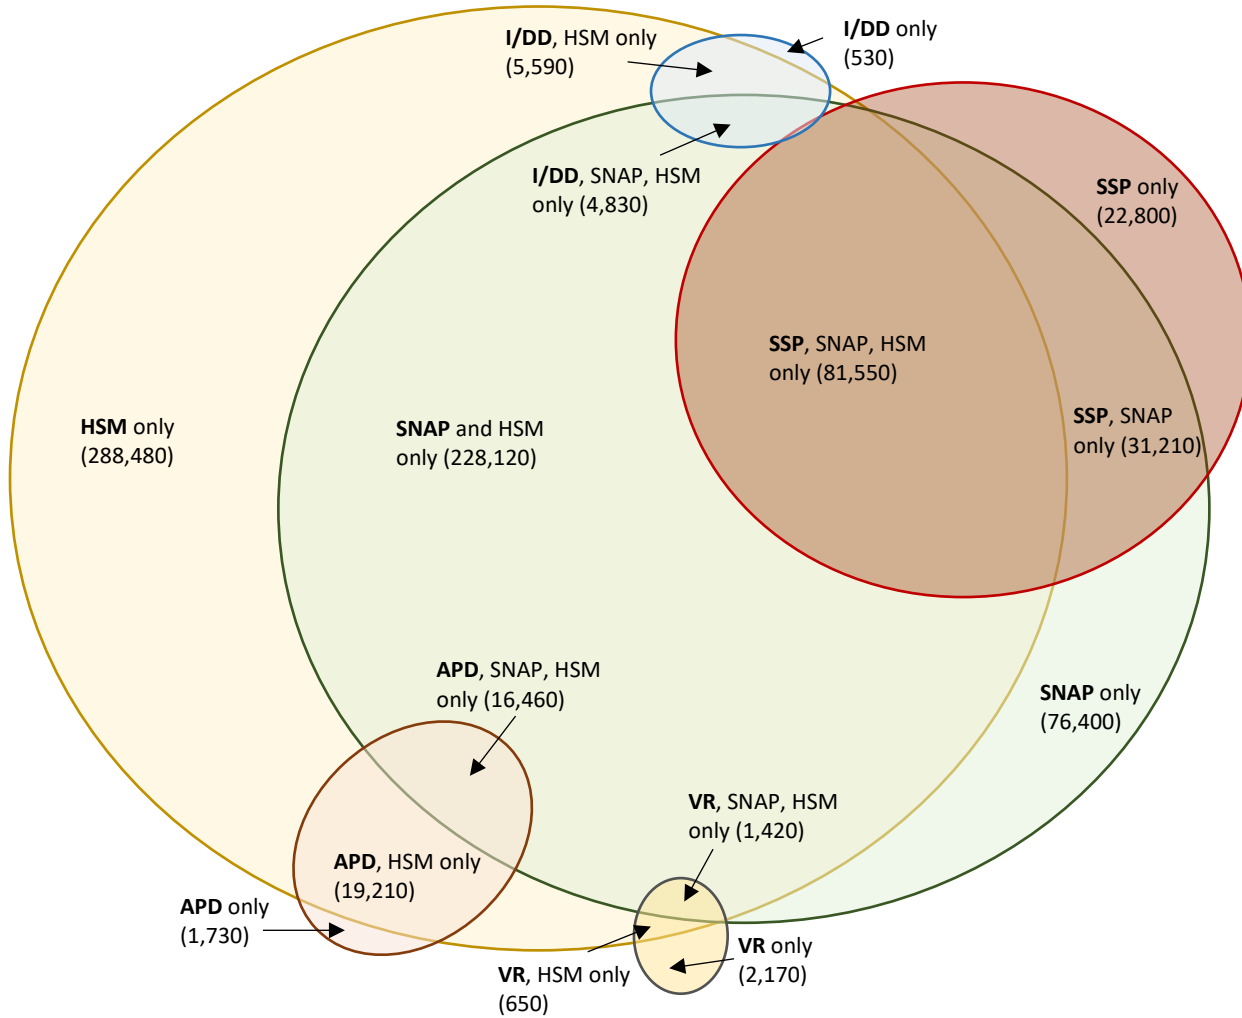 I/DD, HSM only
(5,590)
I/DD only
(530)
I/DD, SNAP, HSM
only (4,830)
SSP only
(22,800)
SSP, SNAP, HSM
only (81,550)
SSP, SNAP
only (31,210)
HSM only
(288,480)
SNAP and HSM
only (228,120)
APD, SNAP, HSM
only (16,460)
SNAP only
(76,400)
VR, SNAP, HSM
only (1,420)
APD, HSM only
(19,210)
APD only
(1,730)
VR, HSM only
(650)
VR only
(2,170)